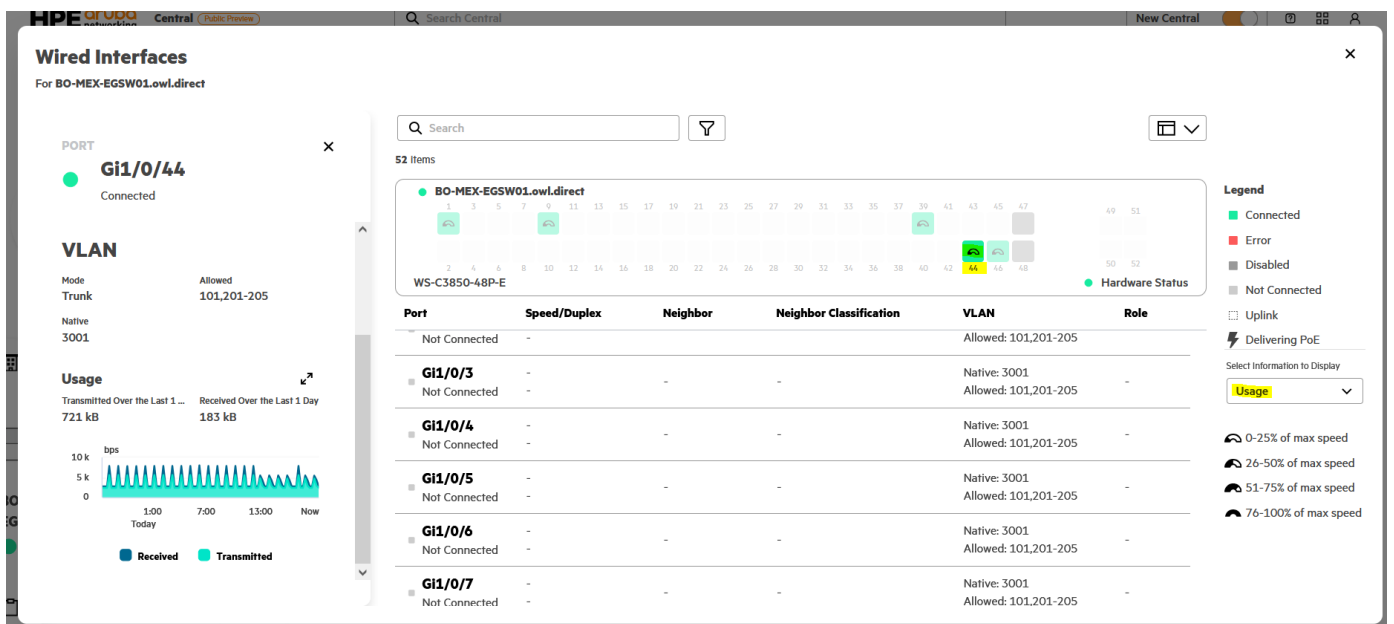 HPE aruba networking Central Public Preview Search Central New Central
Wired Interfaces
For BO-MEX-EGSW01.owl.direct
PORT
Gi1/0/44
Connected
VLAN
Mode Allowed
Trunk 101,201-205
Native
3001
Usage
Transmitted Over the Last 1 ... Received Over the Last 1 Day
721 kB 183 kB
bps
10 k
5 k
0
1:00 7:00 13:00 Now
Today
Received Transmitted
Search
52 Items
BO-MEX-EGSW01.owl.direct
1 3 5 7 9 11 13 15 17 19 21 23 25 27 29 31 33 35 37 39 41 43 45 47 49 51
2 4 6 8 10 12 14 16 18 20 22 24 26 28 30 32 34 36 38 40 42 44 46 48 50 52
WS-C3850-48P-E Hardware Status
Port Speed/Duplex Neighbor Neighbor Classification VLAN Role
Not Connected - Allowed: 101,201-205
Gi1/0/3 - - - Native: 3001 -
Not Connected - Allowed: 101,201-205
Gi1/0/4 - - - Native: 3001 -
Not Connected - Allowed: 101,201-205
Gi1/0/5 - - - Native: 3001 -
Not Connected - Allowed: 101,201-205
Gi1/0/6 - - - Native: 3001 -
Not Connected - Allowed: 101,201-205
Gi1/0/7 - - - Native: 3001 -
Not Connected - Allowed: 101,201-205
Legend
Connected
Error
Disabled
Not Connected
Uplink
Delivering PoE
Select Information to Display
Usage
0-25% of max speed
26-50% of max speed
51-75% of max speed
76-100% of max speed